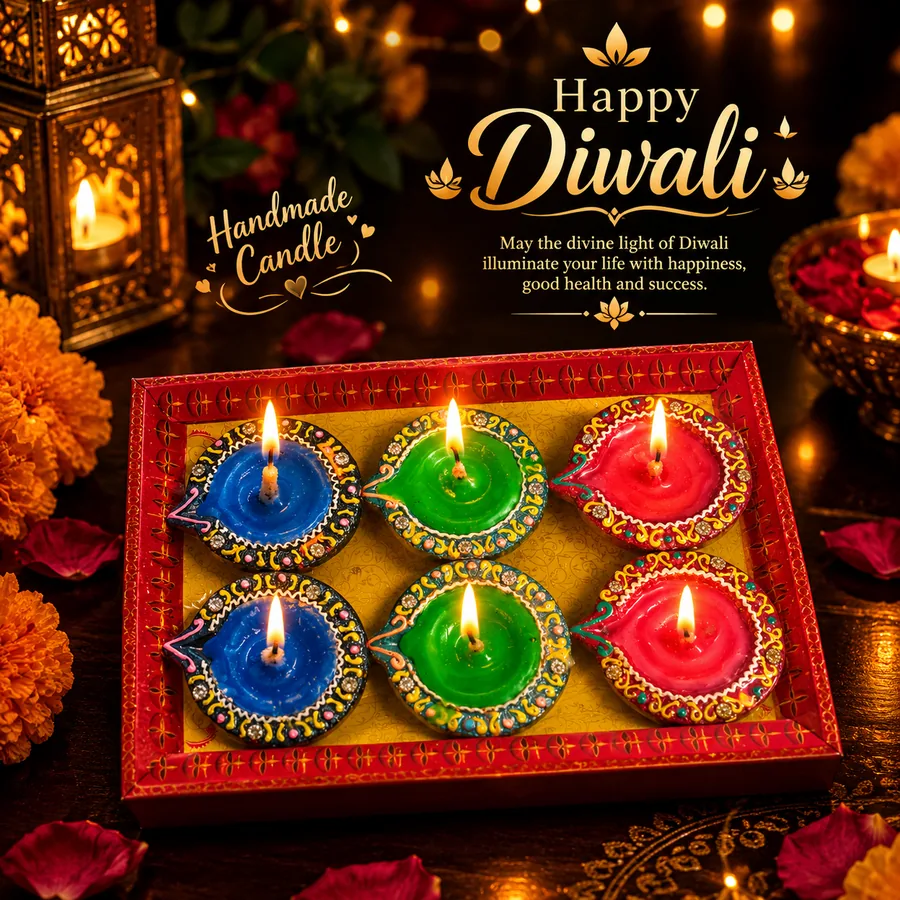 Happy
Diwali
Handmade
Candle
May the divine light of Diwali
illuminate your life with happiness,
good health and success.